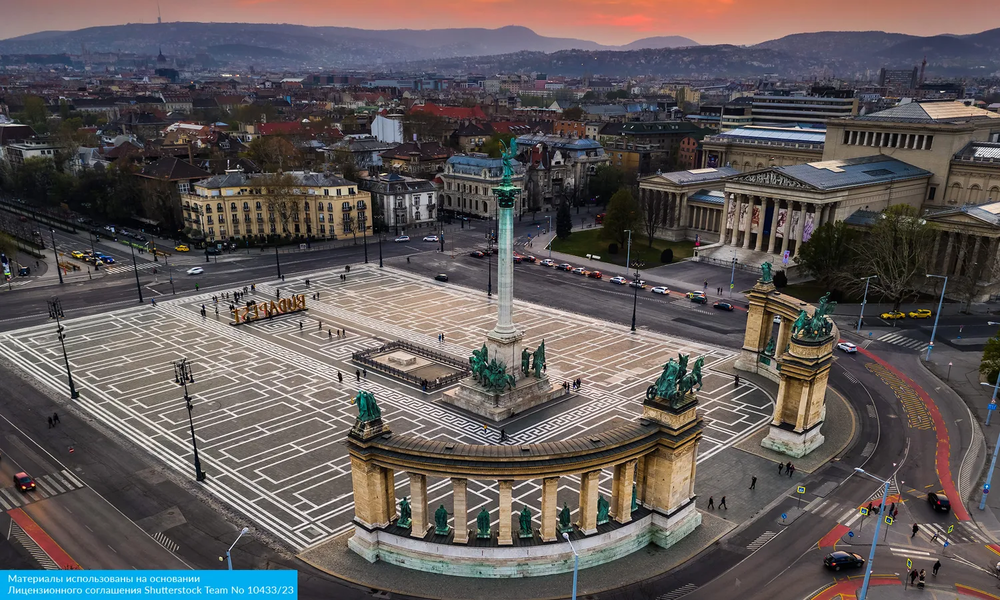 BUDAPEST
Материалы использованы на основании
Лицензионного соглашения Shutterstock Team No 10433/23